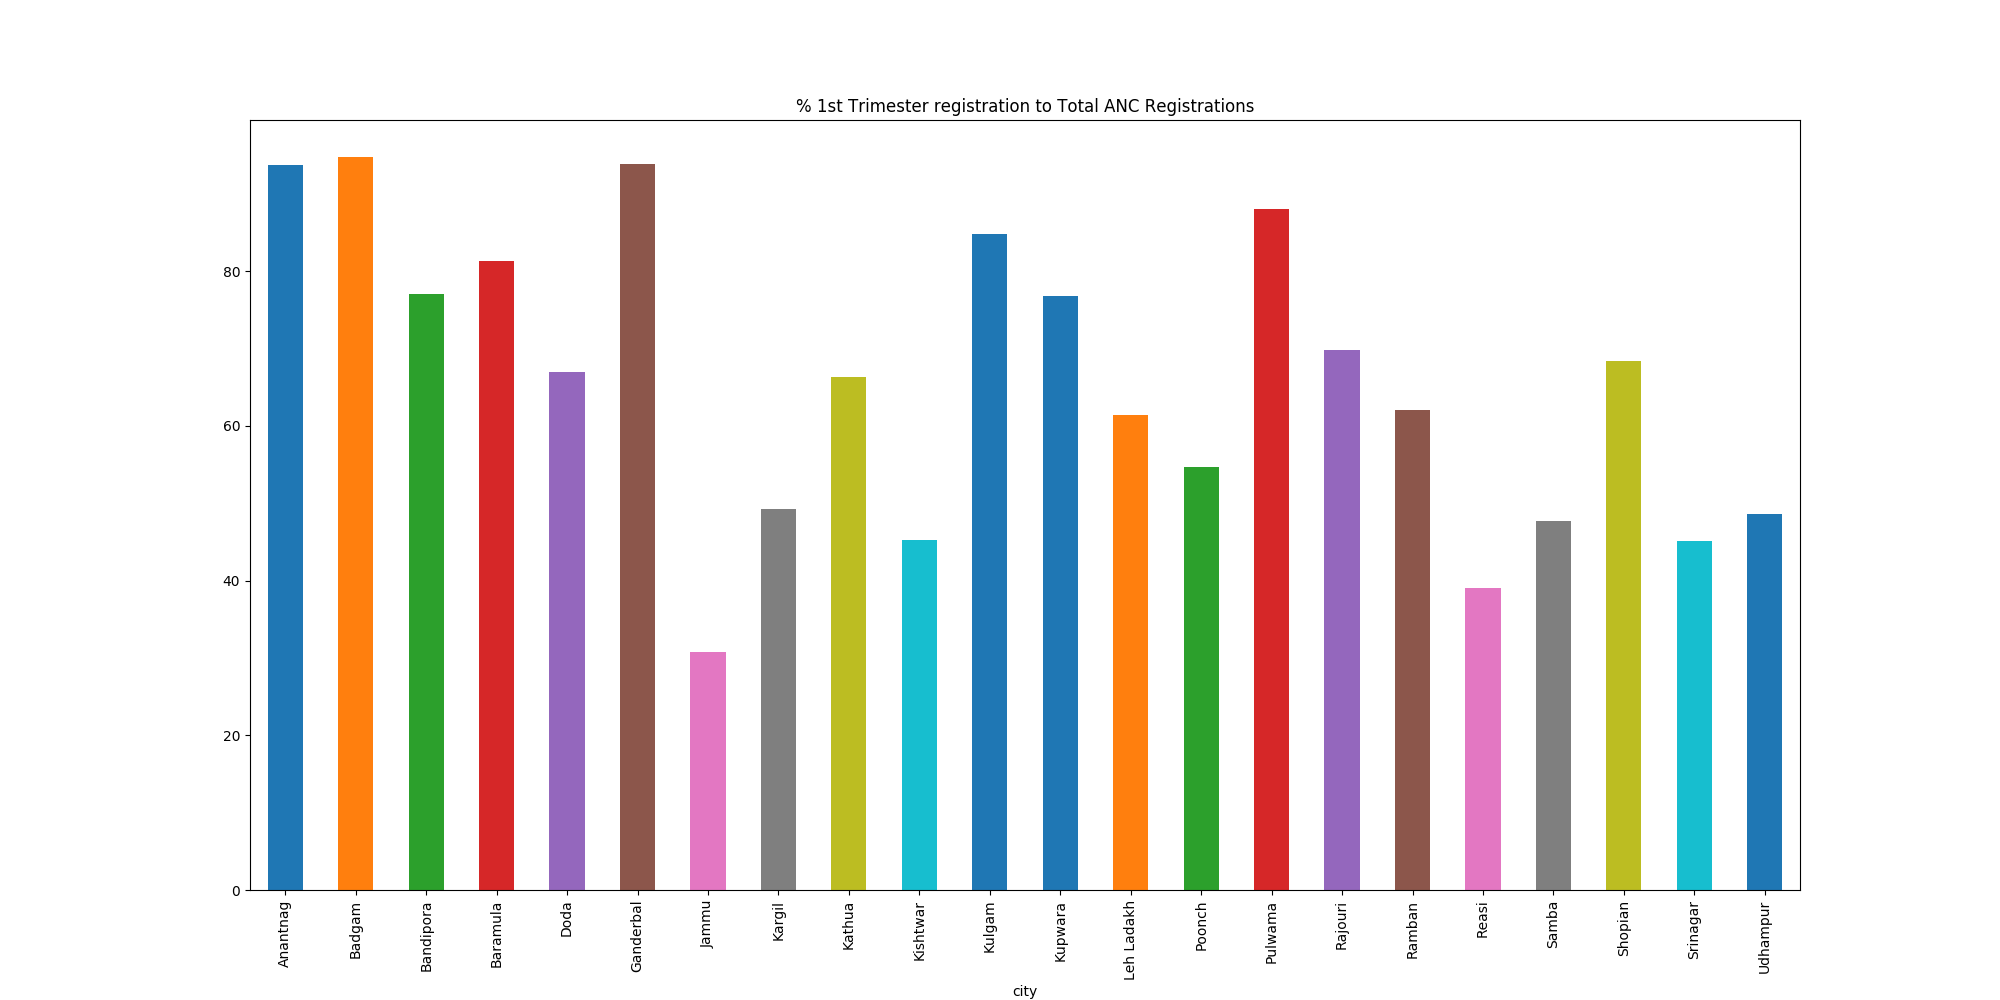 % 1st Trimester registration to Total ANC Registrations
80
60
40
20
0
Anantnag
Badgam
Bandipora
Baramula
Doda
Ganderbal
Jammu
Kargil
Kathua
Kishtwar
Kulgam
Kupwara
Leh Ladakh
Poonch
Pulwama
Rajouri
Ramban
Reasi
Samba
Shopian
Srinagar
Udhampur
city